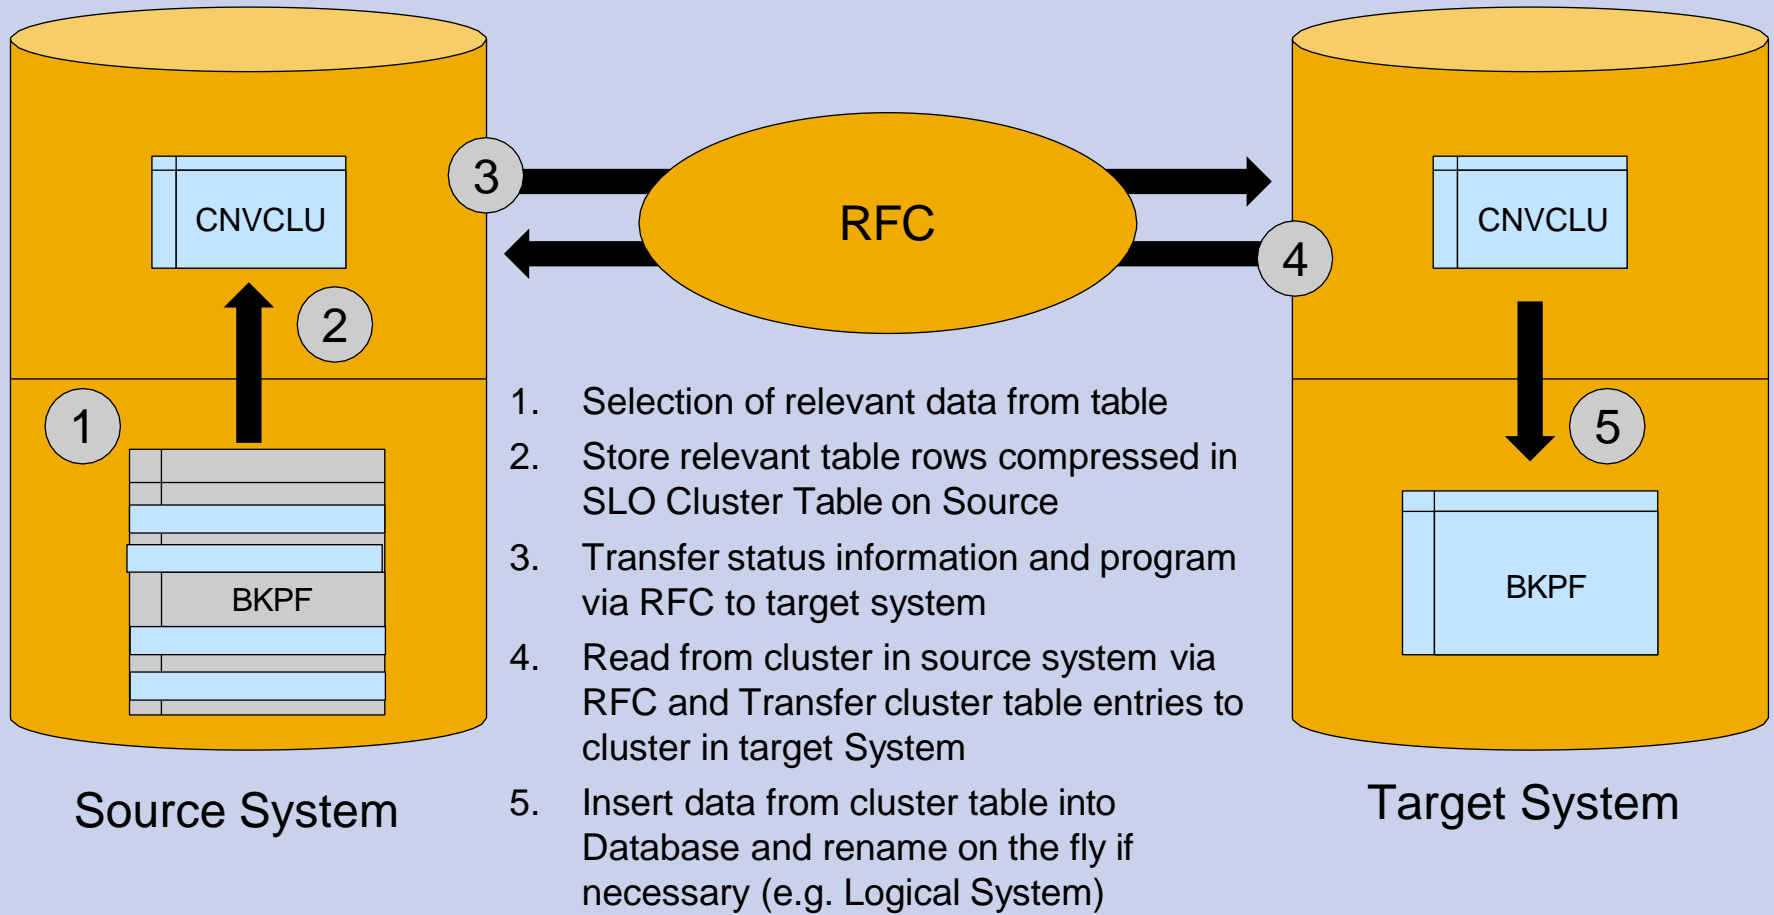 CNVCLU
2
1
BKPF
Source System
3
RFC
4
1. Selection of relevant data from table
2. Store relevant table rows compressed in
SLO Cluster Table on Source
3. Transfer status information and program
via RFC to target system
4. Read from cluster in source system via
RFC and Transfer cluster table entries to
cluster in target System
5. Insert data from cluster table into
Database and rename on the fly if
necessary (e.g. Logical System)
CNVCLU
5
BKPF
Target System